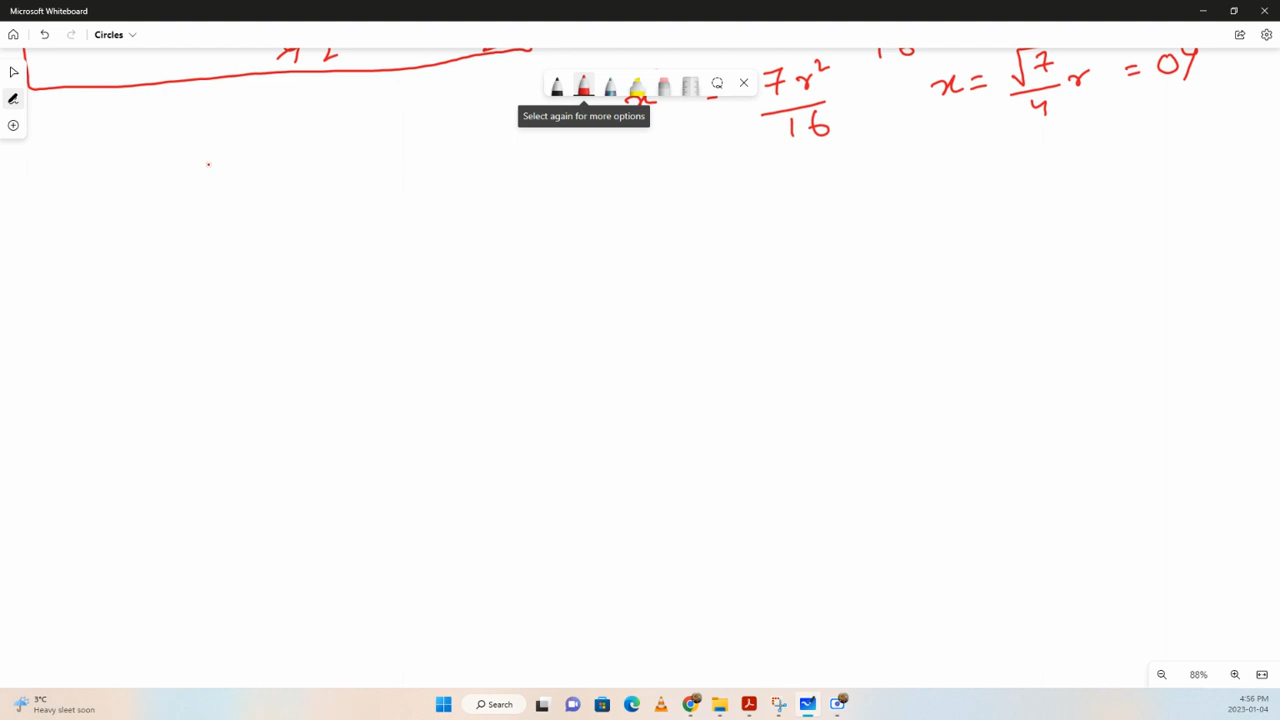 Microsoft Whiteboard
Circles
x = √7/4 r = OY
Select again for more options
7r²/16
88%
3°C
Heavy sleet soon
Search
4:56 PM
2023-01-04